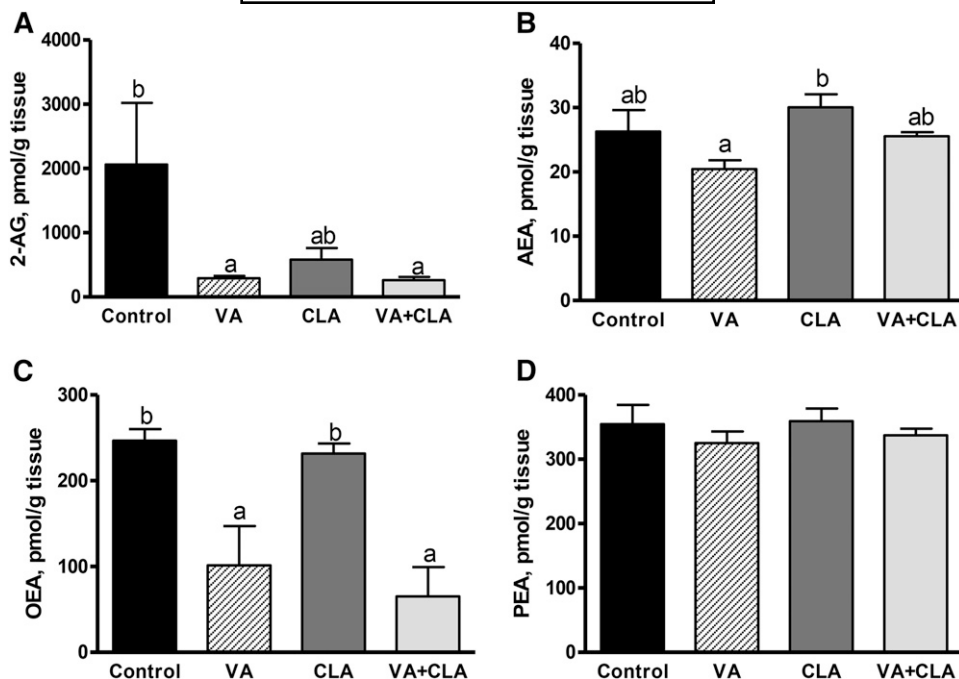 A
2-AG, pmol/g tissue
4000
3000
2000
1000
0
b
a
ab
a
Control VA CLA VA+CLA
B
AEA, pmol/g tissue
40
30
20
10
0
ab
a
b
ab
Control VA CLA VA+CLA
C
OEA, pmol/g tissue
300
200
100
0
b
a
b
a
Control VA CLA VA+CLA
D
PEA, pmol/g tissue
400
300
200
100
0
Control VA CLA VA+CLA